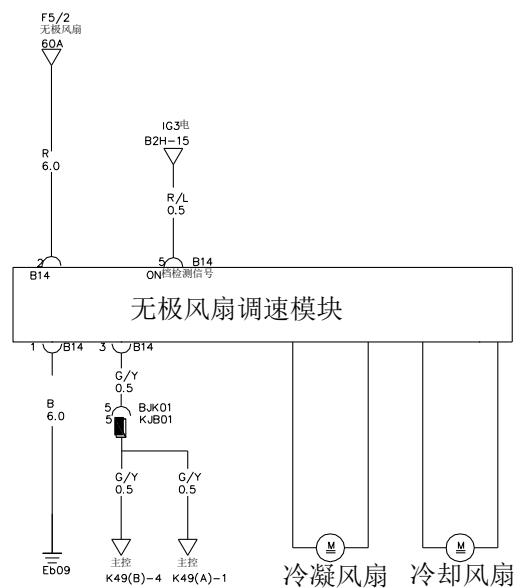 F5/2
无极风扇
60A
IG3电
B2H-15
R
6.0
R/L
0.5
2
B14
5 B14
ON档检测信号
无极风扇调速模块
1 B14
3 B14
G/Y
0.5
B
6.0
5 BJK01
5 KJB01
G/Y
0.5
G/Y
0.5
M
M
Eb09
主控
K49(B)-4
主控
K49(A)-1
冷凝风扇
冷却风扇